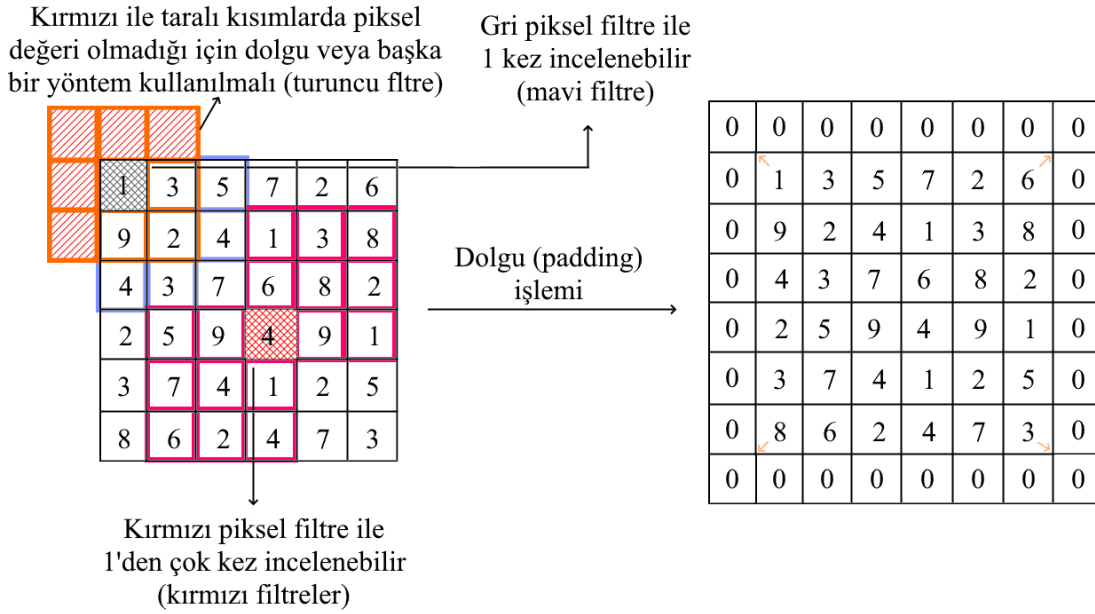 Kırmızı ile taralı kısımlarda piksel
değeri olmadığı için dolgu veya başka
bir yöntem kullanılmalı (turuncu fltre)
Gri piksel filtre ile
1 kez incelenebilir
(mavi filtre)
1 3 5 7 2 6
9 2 4 1 3 8
4 3 7 6 8 2
2 5 9 4 9 1
3 7 4 1 2 5
8 6 2 4 7 3
Kırmızı piksel filtre ile
1'den çok kez incelenebilir
(kırmızı filtreler)
Dolgu (padding)
işlemi
0 0 0 0 0 0 0 0
0 1 3 5 7 2 6 0
0 9 2 4 1 3 8 0
0 4 3 7 6 8 2 0
0 2 5 9 4 9 1 0
0 3 7 4 1 2 5 0
0 8 6 2 4 7 3 0
0 0 0 0 0 0 0 0